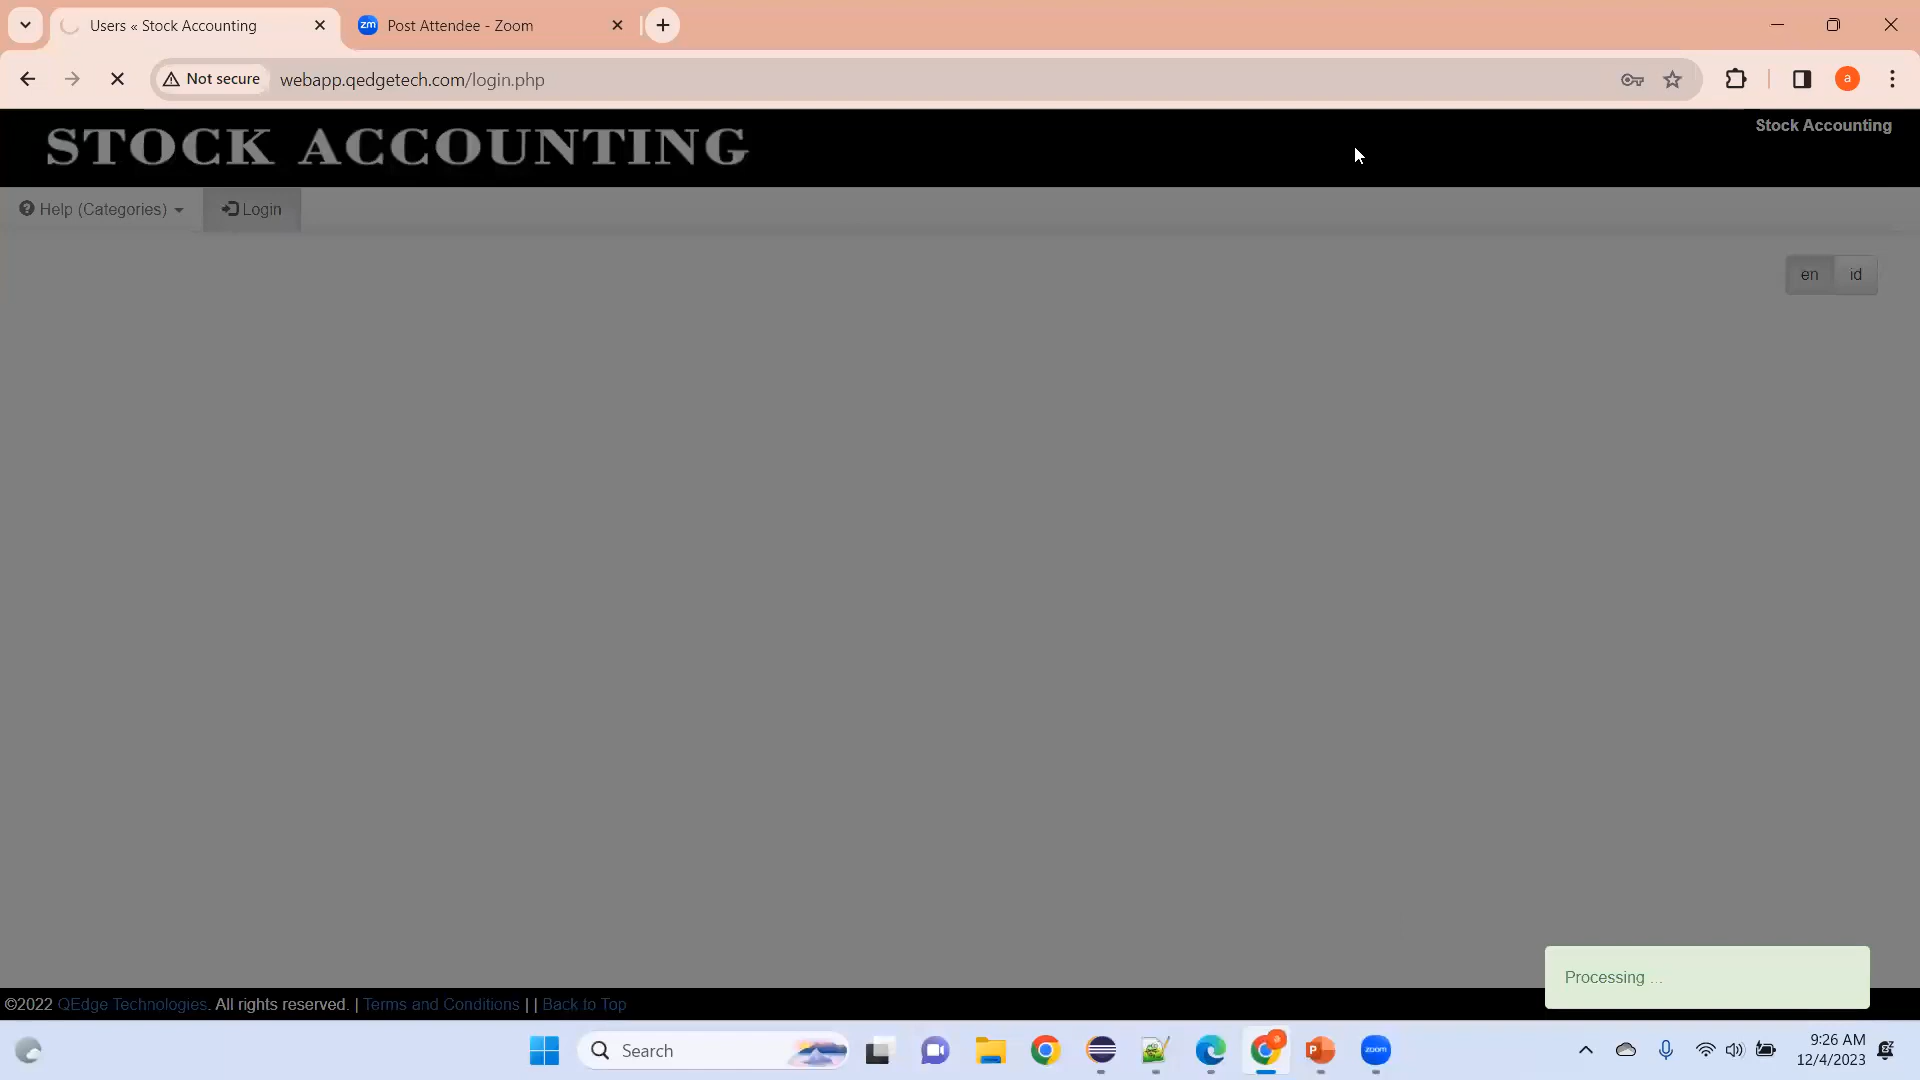 Users « Stock Accounting
zm Post Attendee - Zoom
Not secure webapp.qedgetech.com/login.php
a
STOCK ACCOUNTING
Stock Accounting
Help (Categories)
Login
en id
Processing ...
©2022 QEdge Technologies. All rights reserved. | Terms and Conditions | | Back to Top
Search
zoom
9:26 AM
12/4/2023